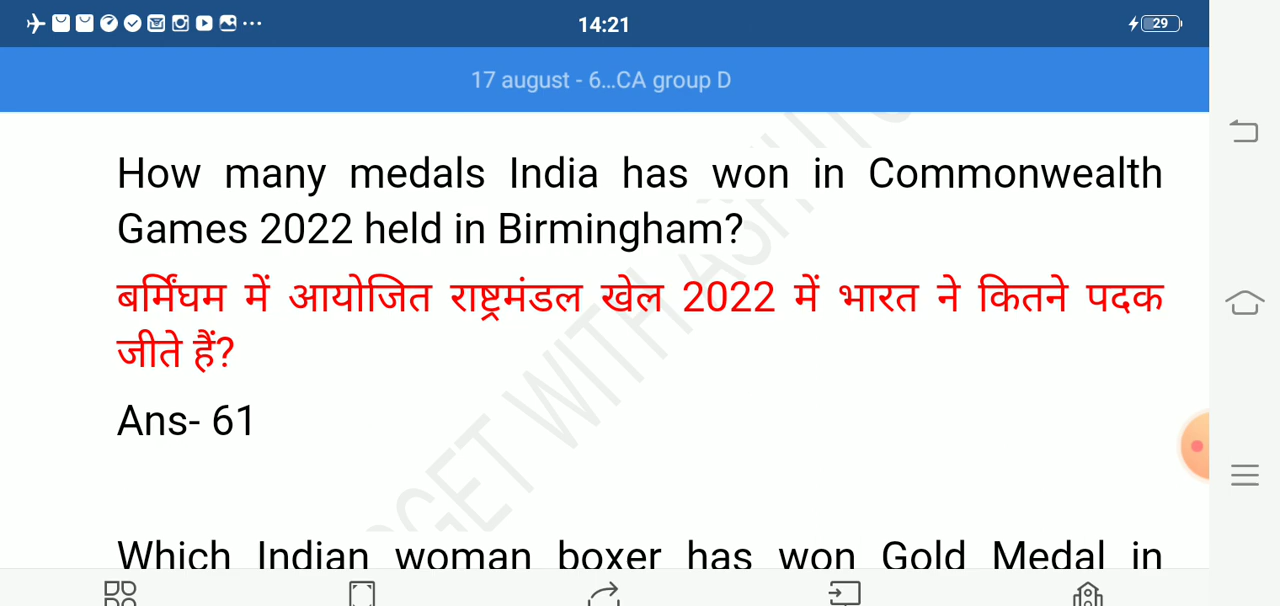 14:21
29
17 august - 6...CA group D
How many medals India has won in Commonwealth
Games 2022 held in Birmingham?
बर्मिंघम में आयोजित राष्ट्रमंडल खेल 2022 में भारत ने कितने पदक
जीते हैं?
Ans- 61
Which Indian woman boxer has won Gold Medal in